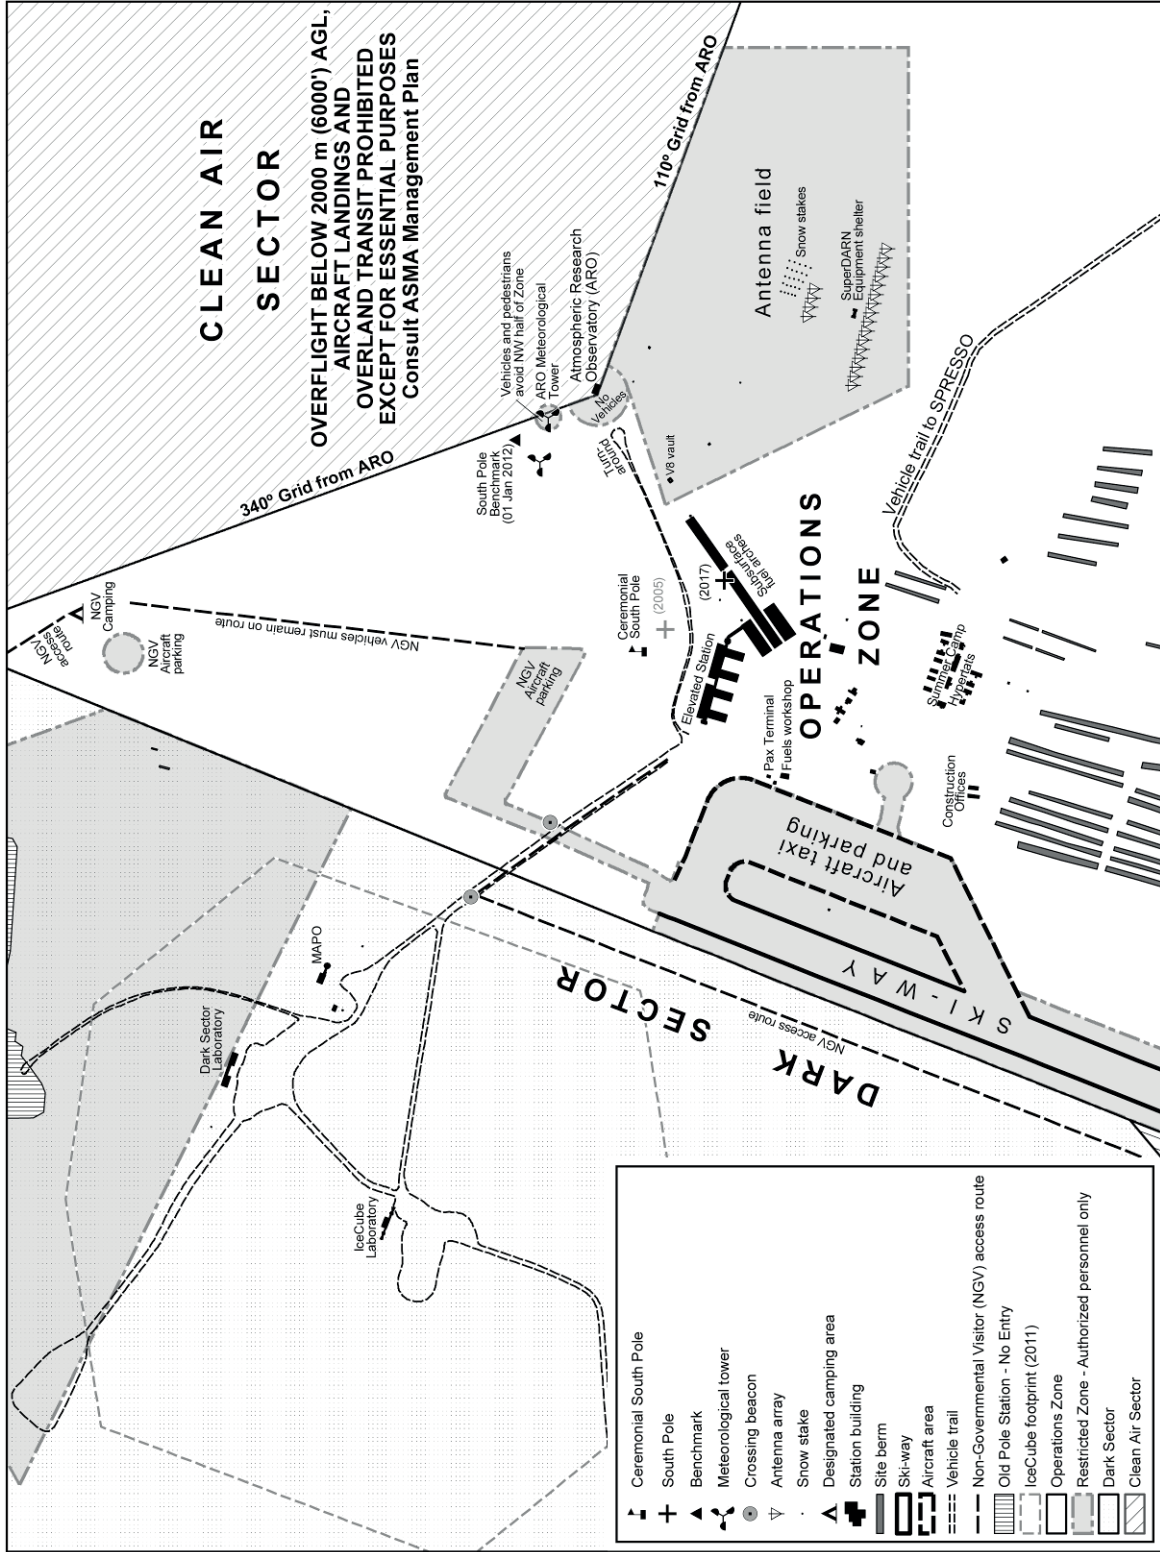 CLEAN AIR
SECTOR
OVERFLIGHT BELOW 2000 m (6000') AGL,
AIRCRAFT LANDINGS AND
OVERLAND TRANSIT PROHIBITED
EXCEPT FOR ESSENTIAL PURPOSES
Consult ASMA Management Plan
340º Grid from ARO
110º Grid from ARO
NGV
access
route
NGV
Camping
NGV
Aircraft
parking
NGV vehicles must remain on route
NGV
Aircraft
parking
South Pole
Benchmark
(01 Jan 2012)
Vehicles and pedestrians
avoid NW half of Zone
ARO Meteorological
Tower
Atmospheric Research
Observatory (ARO)
No
Vehicles
Turn-
around
V8 vault
Antenna field
Snow stakes
SuperDARN
Equipment shelter
Ceremonial
South Pole
(2005)
(2017)
Subsurface
fuel arches
Elevated Station
OPERATIONS
ZONE
Pax Terminal
Fuels workshop
Vehicle trail to SPRESSO
Summer Camp
Hypertats
Construction
Offices
Aircraft taxi
and parking
SKI-WAY
DARK SECTOR
NGV access route
MAPO
Dark Sector
Laboratory
IceCube
Laboratory
Ceremonial South Pole
South Pole
Benchmark
Meteorological tower
Crossing beacon
Antenna array
Snow stake
Designated camping area
Station building
Site berm
Ski-way
Aircraft area
Vehicle trail
Non-Governmental Visitor (NGV) access route
Old Pole Station - No Entry
IceCube footprint (2011)
Operations Zone
Restricted Zone - Authorized personnel only
Dark Sector
Clean Air Sector